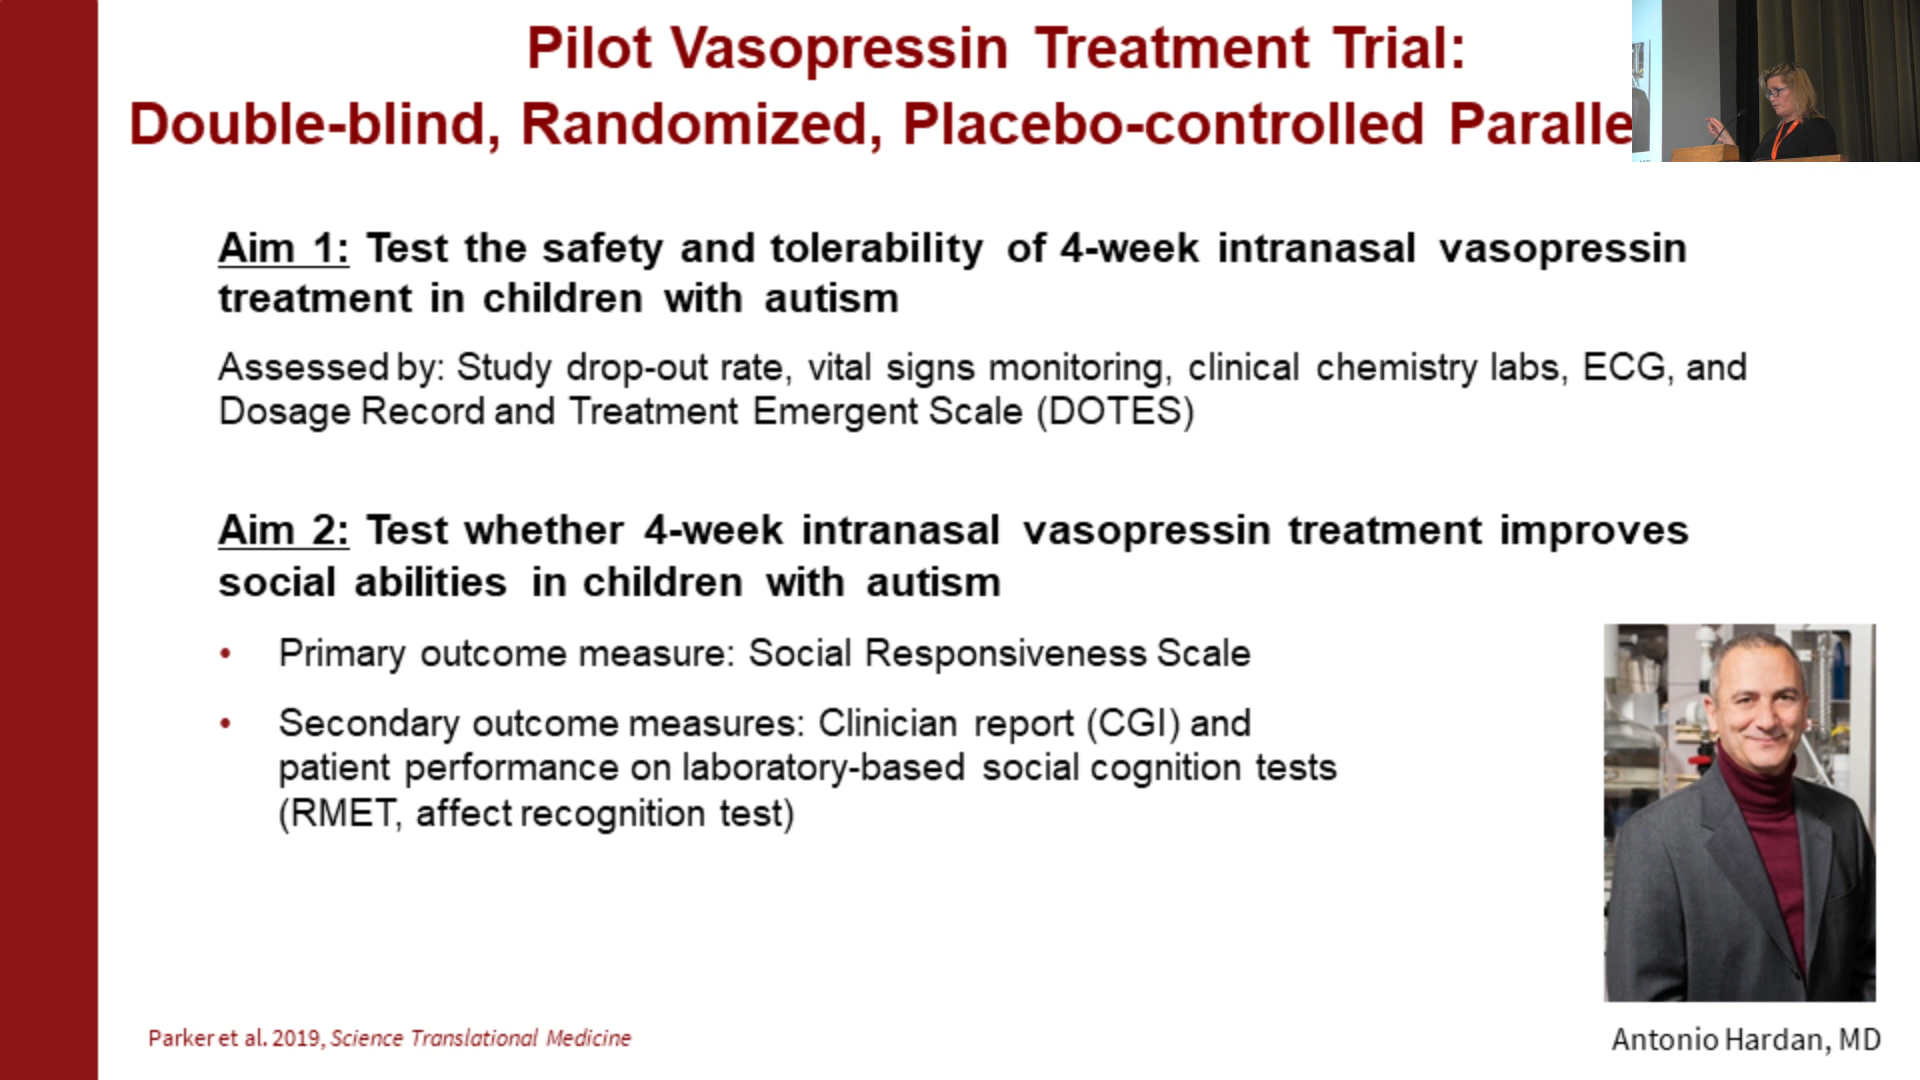 Pilot Vasopressin Treatment Trial:
Double-blind, Randomized, Placebo-controlled
Aim 1: Test the safety and tolerability of 4-week intranasal vasopressin
treatment in children with autism
Assessed by: Study drop-out rate, vital signs monitoring, clinical chemistry labs, ECG, and
Dosage Record and Treatment Emergent Scale (DOTES)
Aim 2: Test whether 4-week intranasal vasopressin treatment improves
social abilities in children with autism
• Primary outcome measure: Social Responsiveness Scale
• Secondary outcome measures: Clinician report (CGI) and
patient performance on laboratory-based social cognition tests
(RMET, affect recognition test)
Parker et al. 2019, Science Translational Medicine
Antonio Hardan, MD